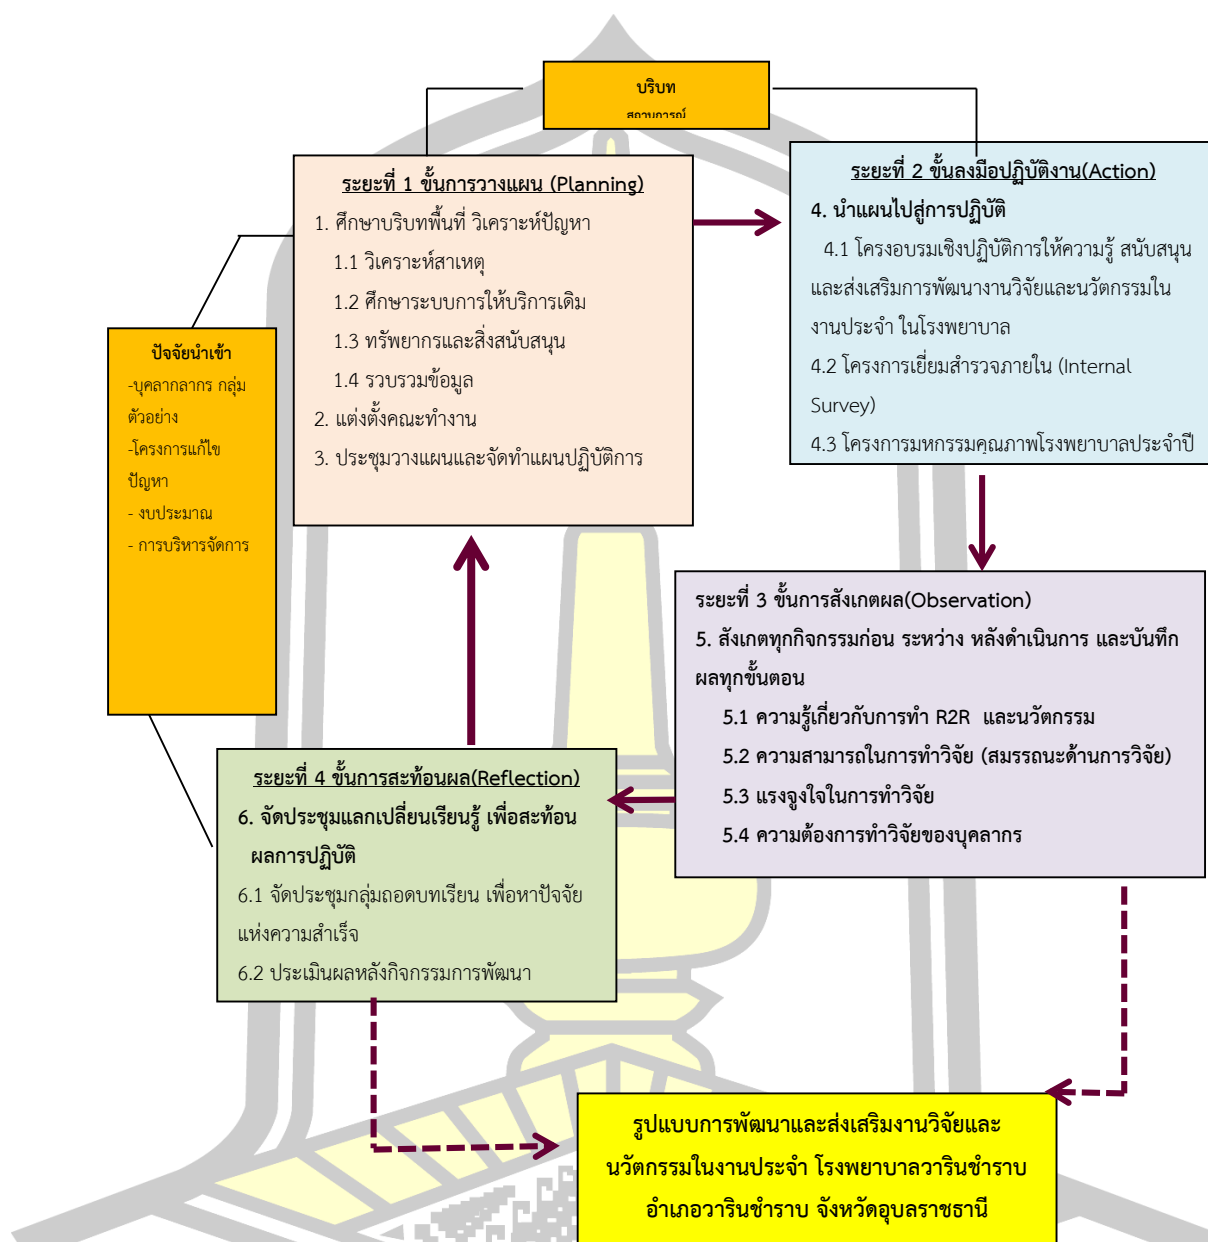 บริบท
สถานการณ์
ระยะที่ 1 ขั้นการวางแผน (Planning)
1. ศึกษาบริบทพื้นที่ วิเคราะห์ปัญหา
1.1 วิเคราะห์สาเหตุ
1.2 ศึกษาระบบการให้บริการเดิม
1.3 ทรัพยากรและสิ่งสนับสนุน
1.4 รวบรวมข้อมูล
2. แต่งตั้งคณะทำงาน
3. ประชุมวางแผนและจัดทำแผนปฏิบัติการ
ระยะที่ 2 ขั้นลงมือปฏิบัติงาน(Action)
4. นำแผนไปสู่การปฏิบัติ
4.1 โครงอบรมเชิงปฏิบัติการให้ความรู้ สนับสนุน
และส่งเสริมการพัฒนางานวิจัยและนวัตกรรมใน
งานประจำ ในโรงพยาบาล
4.2 โครงการเยี่ยมสำรวจภายใน (Internal
Survey)
4.3 โครงการมหกรรมคุณภาพโรงพยาบาลประจำปี
ปัจจัยนำเข้า
-บุคลากลากร กลุ่ม
ตัวอย่าง
-โครงการแก้ไข
ปัญหา
- งบประมาณ
- การบริหารจัดการ
ระยะที่ 3 ขั้นการสังเกตผล(Observation)
5. สังเกตทุกกิจกรรมก่อน ระหว่าง หลังดำเนินการ และบันทึก
ผลทุกขั้นตอน
5.1 ความรู้เกี่ยวกับการทำ R2R และนวัตกรรม
5.2 ความสามารถในการทำวิจัย (สมรรถนะด้านการวิจัย)
5.3 แรงจูงใจในการทำวิจัย
5.4 ความต้องการทำวิจัยของบุคลากร
ระยะที่ 4 ขั้นการสะท้อนผล(Reflection)
6. จัดประชุมแลกเปลี่ยนเรียนรู้ เพื่อสะท้อน
ผลการปฏิบัติ
6.1 จัดประชุมกลุ่มถอดบทเรียน เพื่อหาปัจจัย
แห่งความสำเร็จ
6.2 ประเมินผลหลังกิจกรรมการพัฒนา
รูปแบบการพัฒนาและส่งเสริมงานวิจัยและ
นวัตกรรมในงานประจำ โรงพยาบาลวารินชำราบ
อำเภอวารินชำราบ จังหวัดอุบลราชธานี